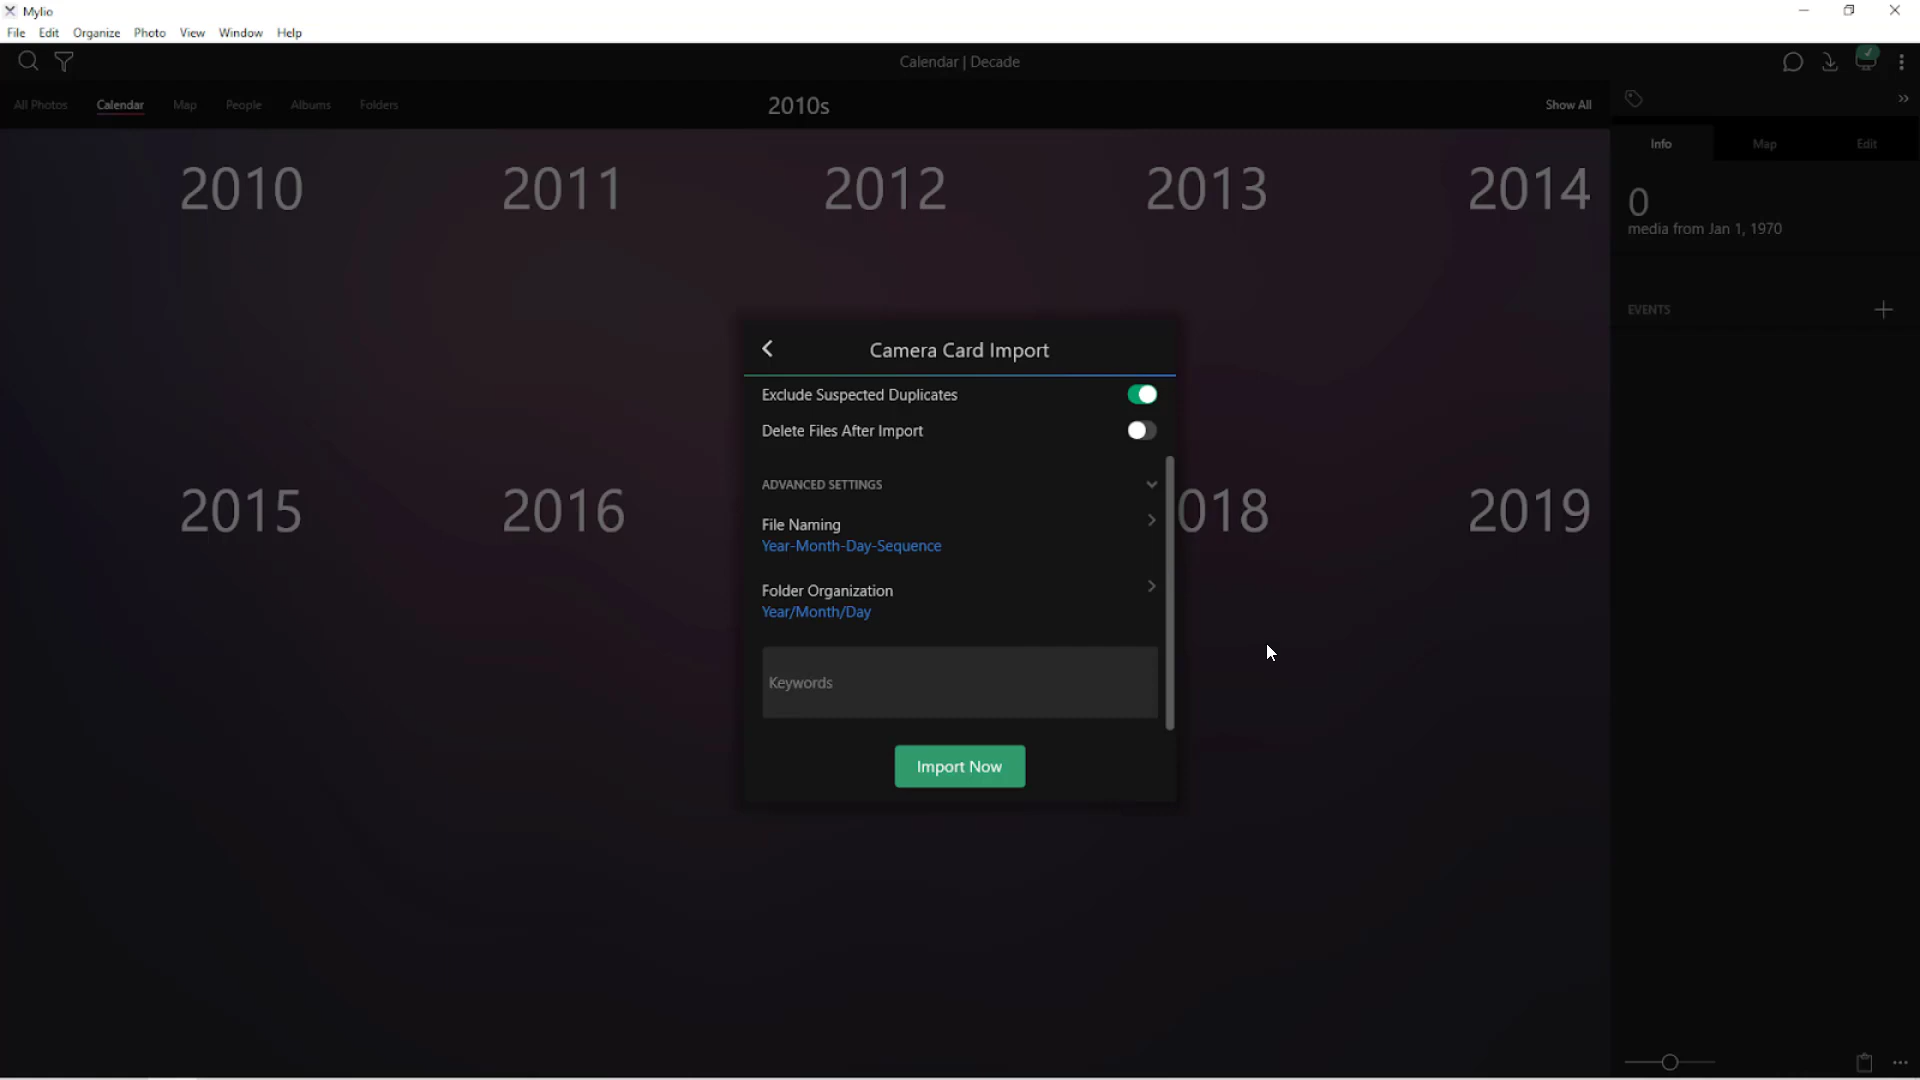 Mylio
File Edit Organize Photo View Window Help
Calendar | Decade
All Photos Calendar Map People Albums Folders
2010s
Show All
2010 2011 2012 2013 2014
2015 2016 018 2019
Camera Card Import
Exclude Suspected Duplicates
Delete Files After Import
ADVANCED SETTINGS
File Naming
Year-Month-Day-Sequence
Folder Organization
Year/Month/Day
Keywords
Import Now
Info Map Edit
0
media from Jan 1, 1970
EVENTS